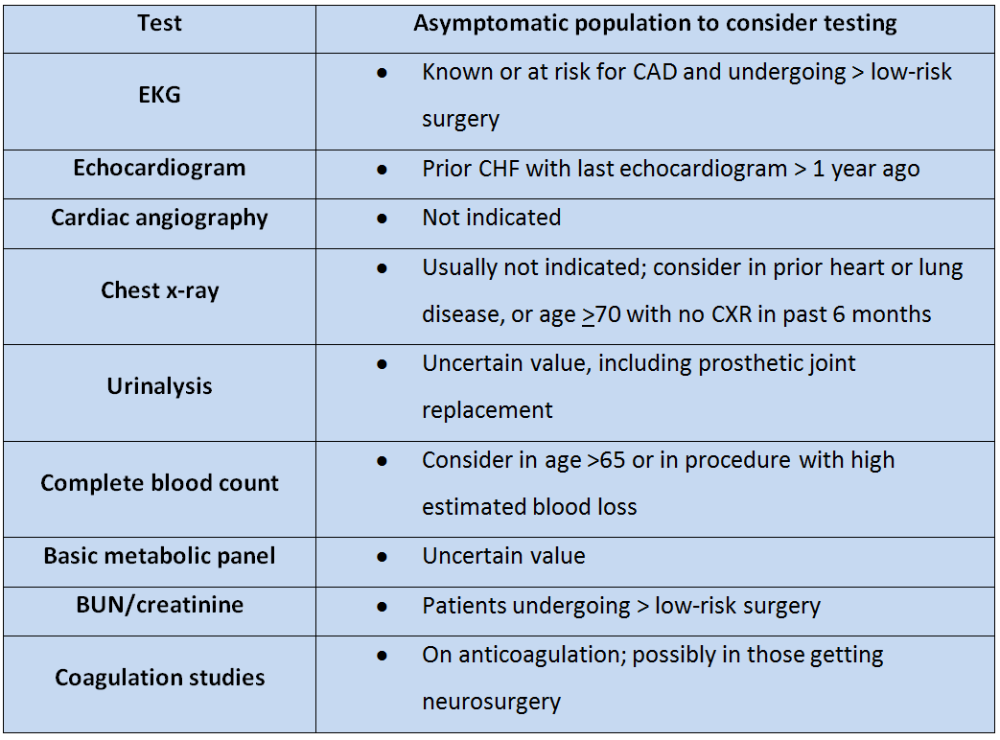 Test
Asymptomatic population to consider testing
EKG
• Known or at risk for CAD and undergoing > low-risk
surgery
Echocardiogram
• Prior CHF with last echocardiogram > 1 year ago
Cardiac angiography
• Not indicated
Chest x-ray
• Usually not indicated; consider in prior heart or lung
disease, or age >70 with no CXR in past 6 months
Urinalysis
• Uncertain value, including prosthetic joint
replacement
Complete blood count
• Consider in age >65 or in procedure with high
estimated blood loss
Basic metabolic panel
• Uncertain value
BUN/creatinine
• Patients undergoing > low-risk surgery
Coagulation studies
• On anticoagulation; possibly in those getting
neurosurgery